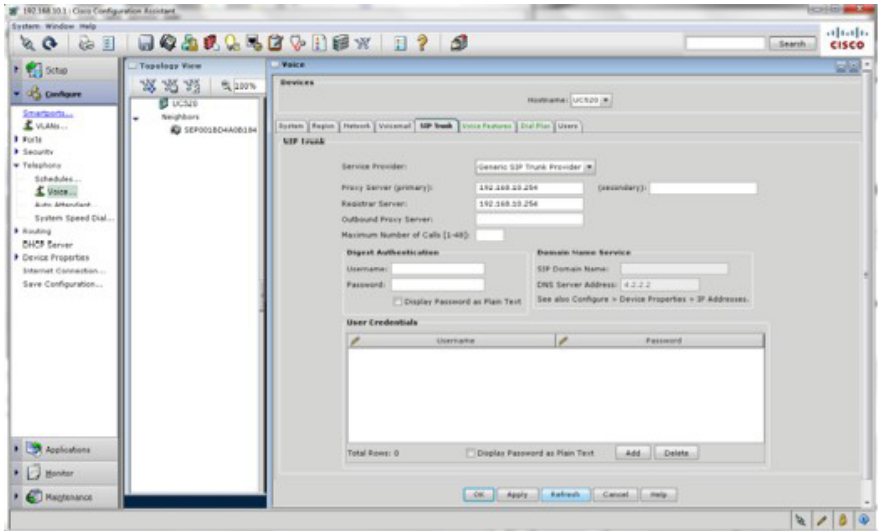 192.168.10.1 : Cisco Configuration Assistant
System Window Help
Search
CISCO
Setup
Configure
Smartports...
VLANs...
Ports
Security
Telephony
Schedules...
Voice...
Auto Attendant...
System Speed Dial...
Routing
DHCP Server
Device Properties
Internet Connection...
Save Configuration...
Applications
Monitor
Maintenance
Topology View
100%
UC520
Neighbors
SEP001BD4A0B184
Voice
Devices
Hostname: UC520
System Region Network Voicemail SIP Trunk Voice Features Dial Plan Users
SIP Trunk
Service Provider: Generic SIP Trunk Provider
Proxy Server (primary): 192.168.10.254 (secondary):
Registrar Server: 192.168.10.254
Outbound Proxy Server:
Maximum Number of Calls [1-48]:
Digest Authentication
Username:
Password:
Display Password as Plain Text
Domain Name Service
SIP Domain Name:
DNS Server Address: 4.2.2.2
See also Configure > Device Properties > IP Addresses.
User Credentials
Username Password
Total Rows: 0 Display Password as Plain Text Add Delete
OK Apply Refresh Cancel Help